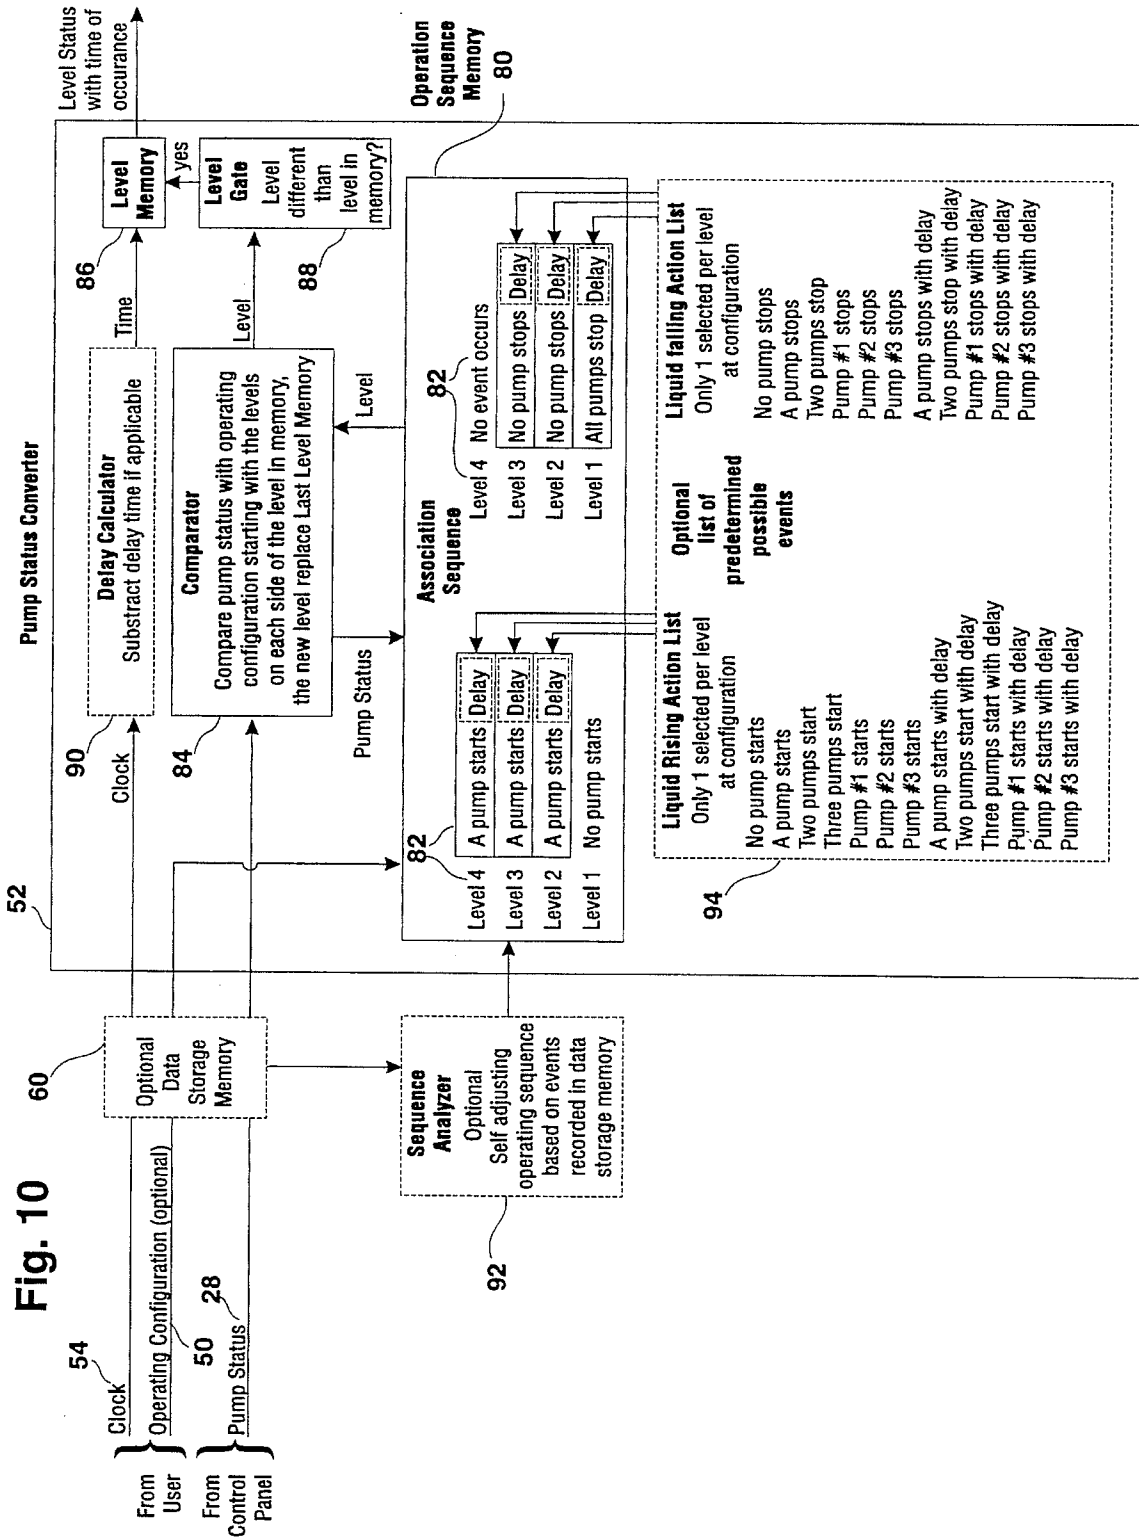 Fig. 10
From
User
From
Control
Panel
54
Clock
Operating Configuration (optional)
50
Pump Status
28
60
Optional
Data
Storage
Memory
92
Sequence
Analyzer
Optional
Self adjusting
operating sequence
based on events
recorded in data
storage memory
52
Pump Status Converter
Clock
90
Delay Calculator
Substract delay time if applicable
Time
86
Level
Memory
Level Status
with time of
occurance
84
Comparator
Compare pump status with operating
configuration starting with the levels
on each side of the level in memory,
the new level replace Last Level Memory
Level
yes
Level
Gate
Level
different
than
level in
memory?
88
Pump Status
Level
Operation
Sequence
Memory
80
Association
Sequence
82
Level 4 A pump starts Delay
Level 3 A pump starts Delay
Level 2 A pump starts Delay
Level 1 No pump starts
82
Level 4 No event occurs
Level 3 No pump stops Delay
Level 2 No pump stops Delay
Level 1 All pumps stop Delay
94
Liquid Rising Action List
Only 1 selected per level
at configuration
No pump starts
A pump starts
Two pumps start
Three pumps start
Pump #1 starts
Pump #2 starts
Pump #3 starts
A pump starts with delay
Two pumps start with delay
Three pumps start with delay
Pump #1 starts with delay
Pump #2 starts with delay
Pump #3 starts with delay
Optional
list of
predetermined
possible
events
Liquid falling Action List
Only 1 selected per level
at configuration
No pump stops
A pump stops
Two pumps stop
Pump #1 stops
Pump #2 stops
Pump #3 stops
A pump stops with delay
Two pumps stop with delay
Pump #1 stops with delay
Pump #2 stops with delay
Pump #3 stops with delay